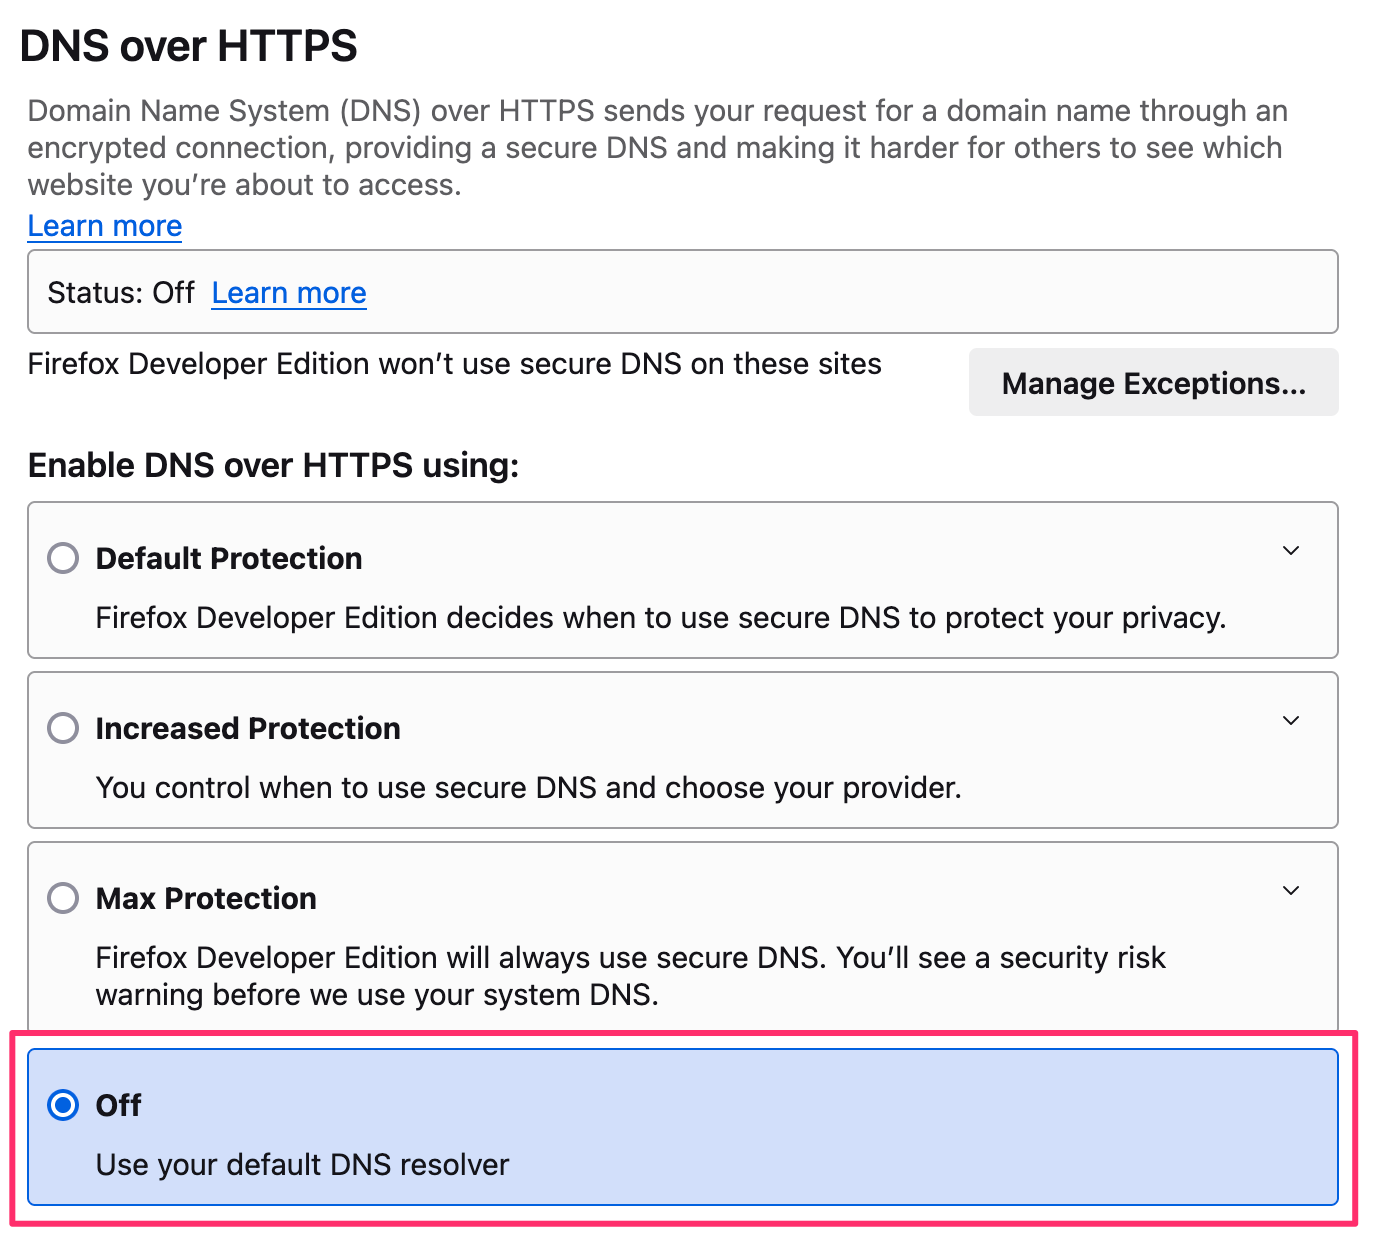 DNS over HTTPS
Domain Name System (DNS) over HTTPS sends your request for a domain name through an
encrypted connection, providing a secure DNS and making it harder for others to see which
website you’re about to access.
Learn more
Status: Off Learn more
Firefox Developer Edition won’t use secure DNS on these sites
Manage Exceptions...
Enable DNS over HTTPS using:
Default Protection
Firefox Developer Edition decides when to use secure DNS to protect your privacy.
Increased Protection
You control when to use secure DNS and choose your provider.
Max Protection
Firefox Developer Edition will always use secure DNS. You’ll see a security risk
warning before we use your system DNS.
Off
Use your default DNS resolver